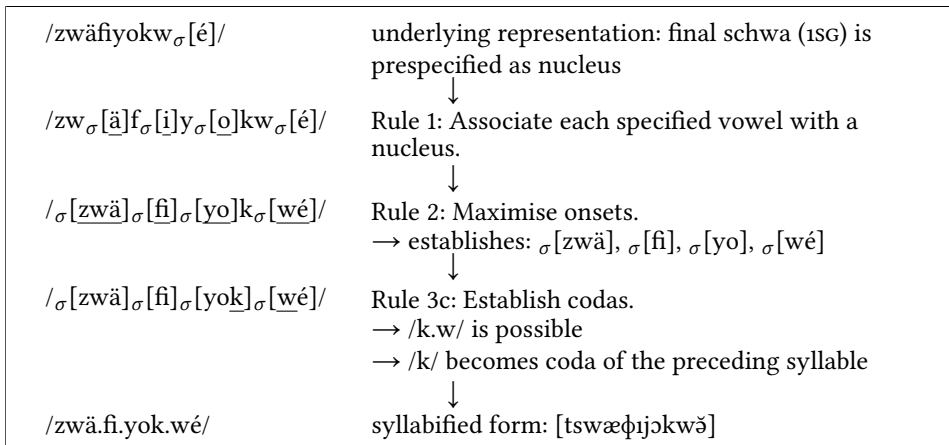 /zwäfiyokwσ[é]/ underlying representation: final schwa (1SG) is
prespecified as nucleus
↓
/zwσ[ä]fσ[i]yσ[o]kwσ[é]/ Rule 1: Associate each specified vowel with a
nucleus.
↓
/σ[zwä]σ[fi]σ[yo]kσ[wé]/ Rule 2: Maximise onsets.
→ establishes: σ[zwä], σ[fi], σ[yo], σ[wé]
↓
/σ[zwä]σ[fi]σ[yok]σ[wé]/ Rule 3c: Establish codas.
→ /k.w/ is possible
→ /k/ becomes coda of the preceding syllable
↓
/zwä.fi.yok.wé/ syllabified form: [tswæɸɪjɔkwə̆]